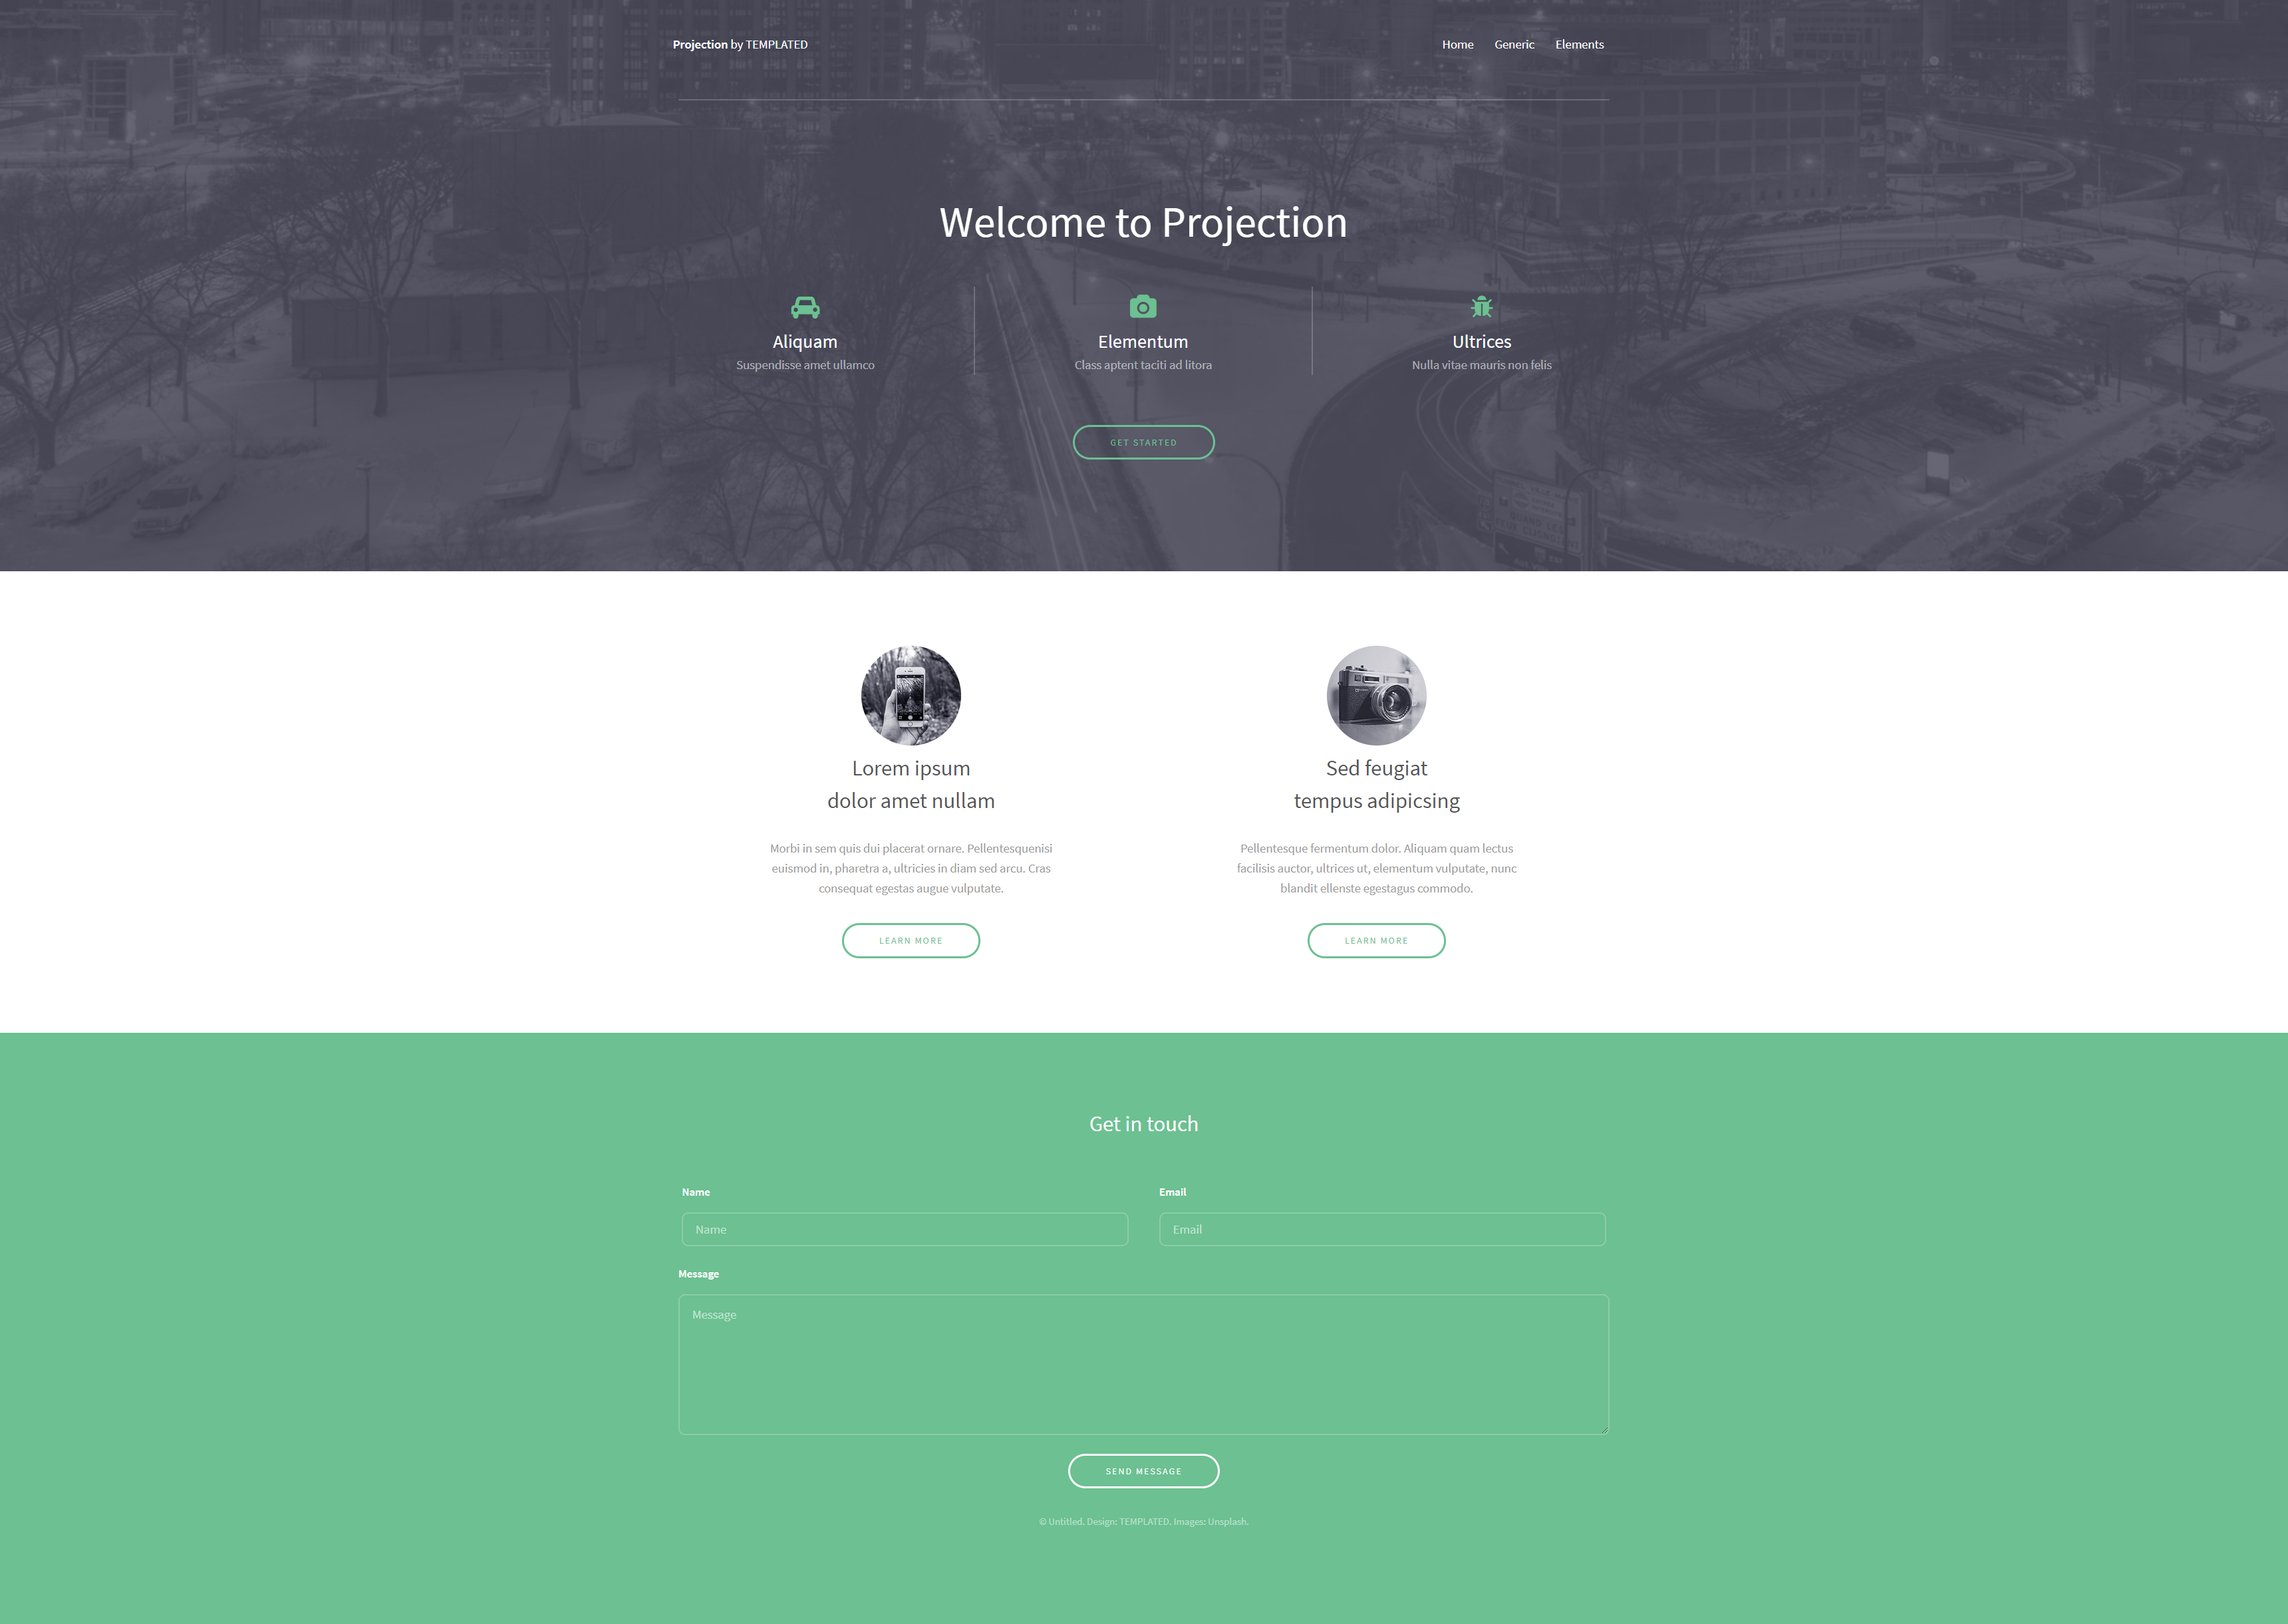 Projection by TEMPLATED
Home Generic Elements
Welcome to Projection
Aliquam
Suspendisse amet ullamco
Elementum
Class aptent taciti ad litora
Ultrices
Nulla vitae mauris non felis
GET STARTED
Lorem ipsum
dolor amet nullam
Morbi in sem quis dui placerat ornare. Pellentesquenisi
euismod in, pharetra a, ultricies in diam sed arcu. Cras
consequat egestas augue vulputate.
LEARN MORE
Sed feugiat
tempus adipicsing
Pellentesque fermentum dolor. Aliquam quam lectus
facilisis auctor, ultrices ut, elementum vulputate, nunc
blandit ellenste egestagus commodo.
LEARN MORE
Get in touch
Name
Name
Email
Email
Message
Message
SEND MESSAGE
© Untitled. Design: TEMPLATED. Images: Unsplash.